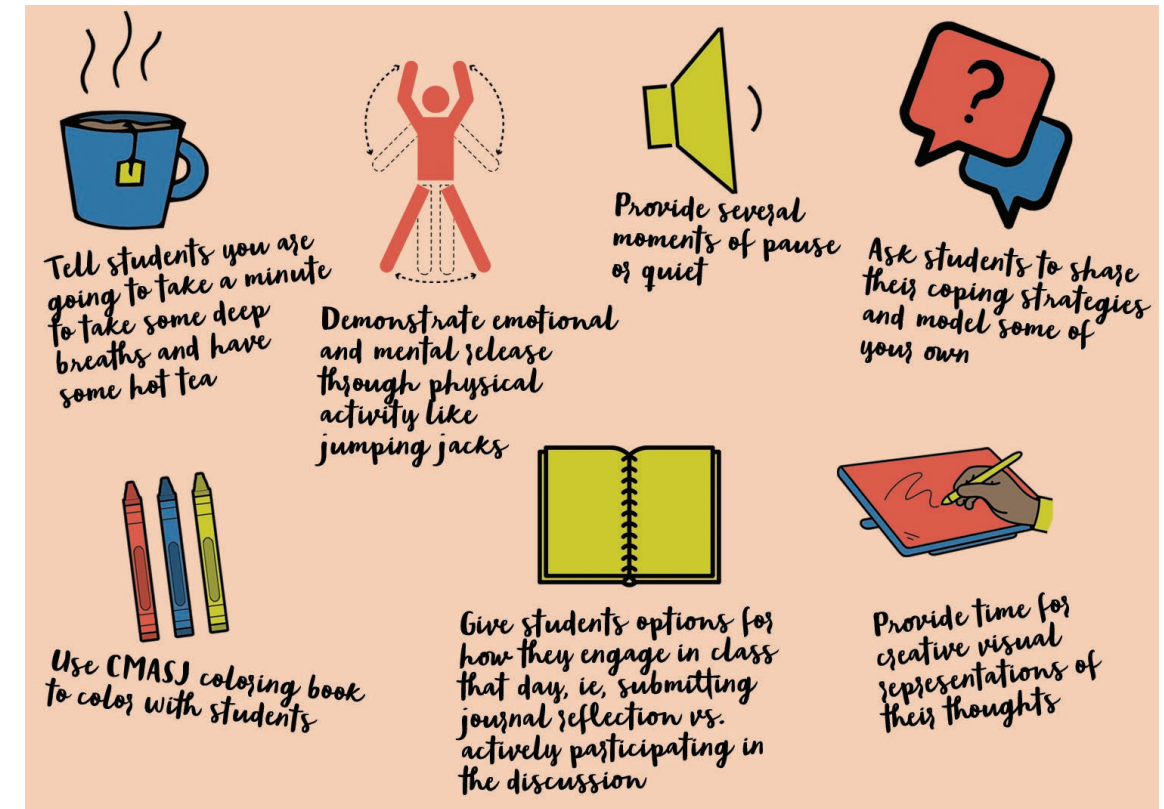 ?
Tell students you are
going to take a minute
to take some deep
breaths and have
some hot tea
Demonstrate emotional
and mental release
through physical
activity like
jumping jacks
Provide several
moments of pause
or quiet
Ask students to share
their coping strategies
and model some of
your own
Use CMASJ coloring book
to color with students
Give students options for
how they engage in class
that day, ie, submitting
journal reflection vs.
actively participating in
the discussion
Provide time for
creative visual
representations of
their thoughts